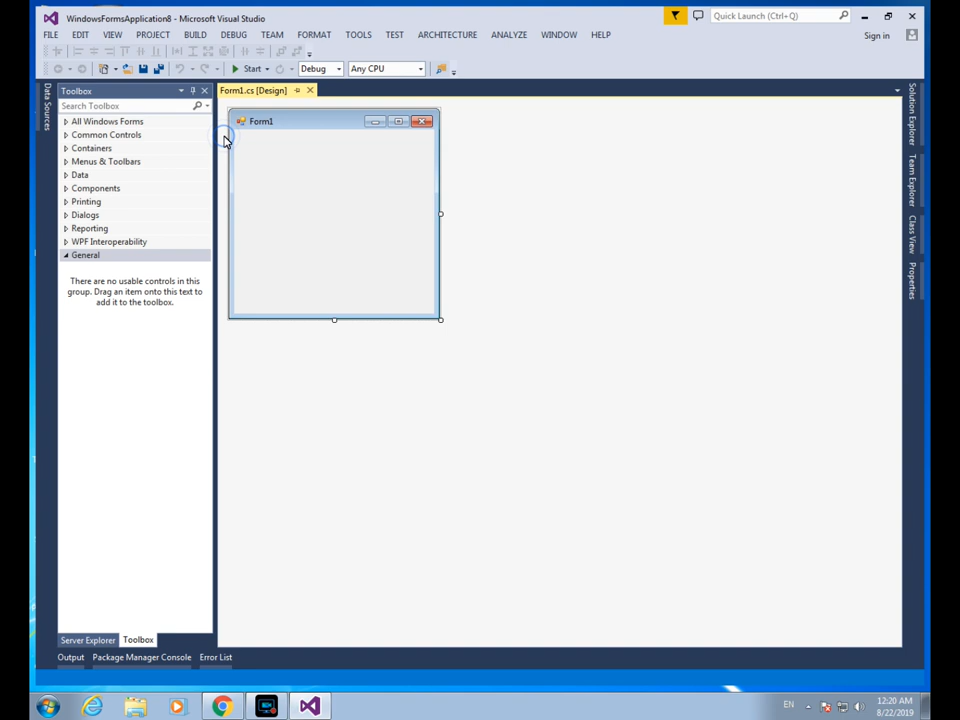 WindowsFormsApplication8 - Microsoft Visual Studio
Quick Launch (Ctrl+Q)
FILE EDIT VIEW PROJECT BUILD DEBUG TEAM FORMAT TOOLS TEST ARCHITECTURE ANALYZE WINDOW HELP
Sign in
Start Debug Any CPU
Data Sources
Toolbox
Search Toolbox
All Windows Forms
Common Controls
Containers
Menus & Toolbars
Data
Components
Printing
Dialogs
Reporting
WPF Interoperability
General
There are no usable controls in this
group. Drag an item onto this text to
add it to the toolbox.
Server Explorer Toolbox
Form1.cs [Design]
Form1
Solution Explorer
Team Explorer
Class View
Properties
Output Package Manager Console Error List
EN
12:20 AM
8/22/2019